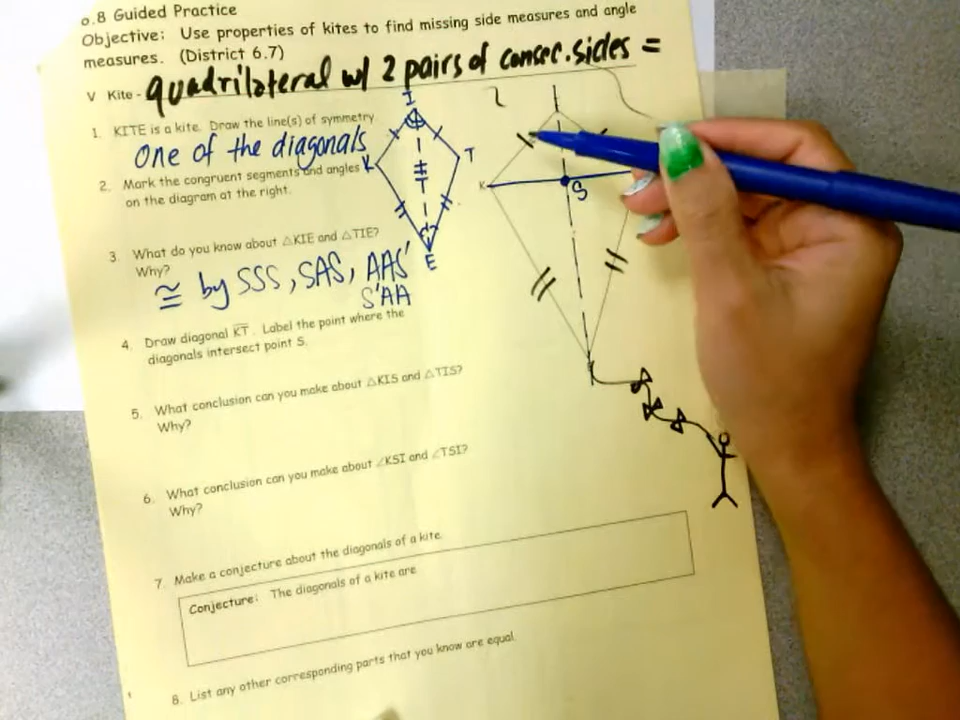 6.8 Guided Practice
Objective: Use properties of kites to find missing side measures and angle
measures. (District 6.7)
V Kite - quadrilateral w/ 2 pairs of consec. sides =
1. KITE is a kite. Draw the line(s) of symmetry
One of the diagonals
2. Mark the congruent segments and angles
on the diagram at the right.
I
K
T
T
E
3. What do you know about △KIE and △TIE?
Why?
≅ by SSS, SAS, AAS'
S'AA
K
S
4. Draw diagonal KT. Label the point where the
diagonals intersect point S.
5. What conclusion can you make about △KIS and △TIS?
Why?
6. What conclusion can you make about ∠KSI and ∠TSI?
Why?
7. Make a conjecture about the diagonals of a kite.
Conjecture: The diagonals of a kite are
8. List any other corresponding parts that you know are equal.